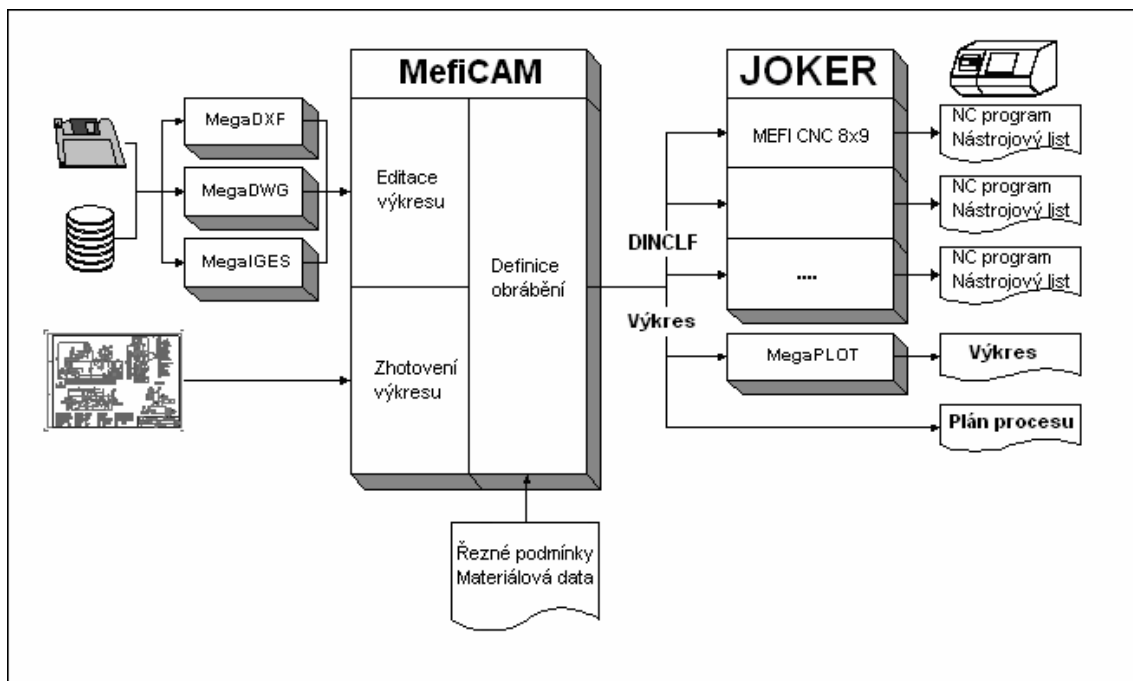 MefiCAM
JOKER
MegaDXF
MegaDWG
MegaIGES
Editace
výkresu
Zhotovení
výkresu
Definice
obrábění
Řezné podmínky
Materiálová data
DINCLF
Výkres
MEFI CNC 8x9
....
MegaPLOT
NC program
Nástrojový list
NC program
Nástrojový list
NC program
Nástrojový list
Výkres
Plán procesu